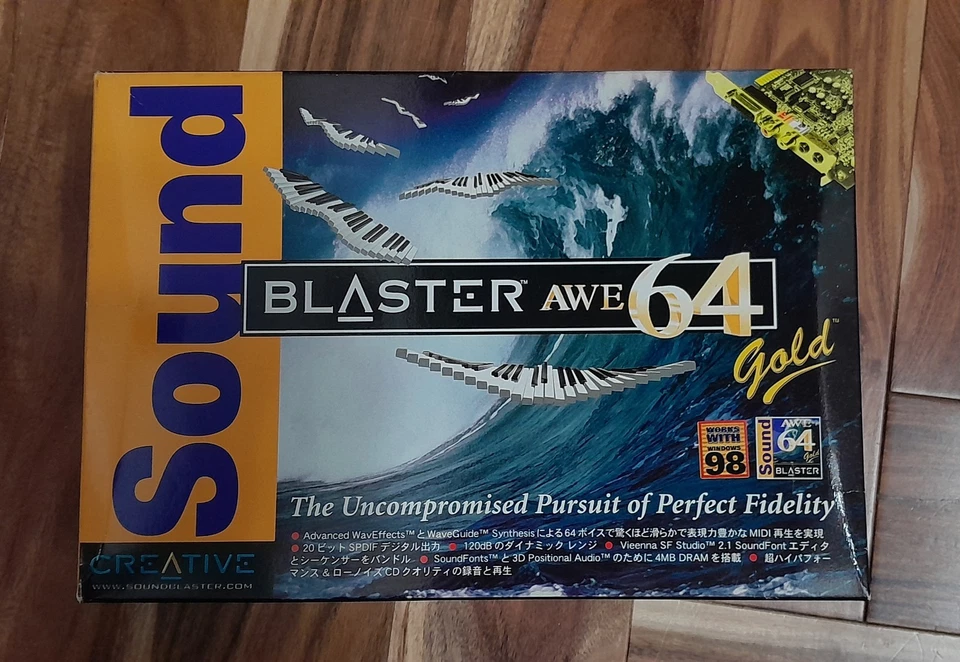 Sound
BLASTER™ AWE64
Gold™
WORKS
WITH
WINDOWS
98
Sound
AWE
64
Gold
BLASTER
The Uncompromised Pursuit of Perfect Fidelity
● Advanced WavEffects™ と WaveGuide™ Synthesis による 64 ボイスで驚くほど滑らかで表現力豊かな MIDI 再生を実現
● 20 ビット SPDIF デジタル出力 ● 120dB のダイナミック レンジ ● Vieenna SF Studio™ 2.1 SoundFont エディタ
とシーケンサーをバンドル ● SoundFonts™ と 3D Positional Audio™ のために 4MB DRAM を搭載 ● 超ハイパフォー
マンス & ローノイズ CD クオリティの録音と再生
CREATIVE
WWW.SOUNDBLASTER.COM